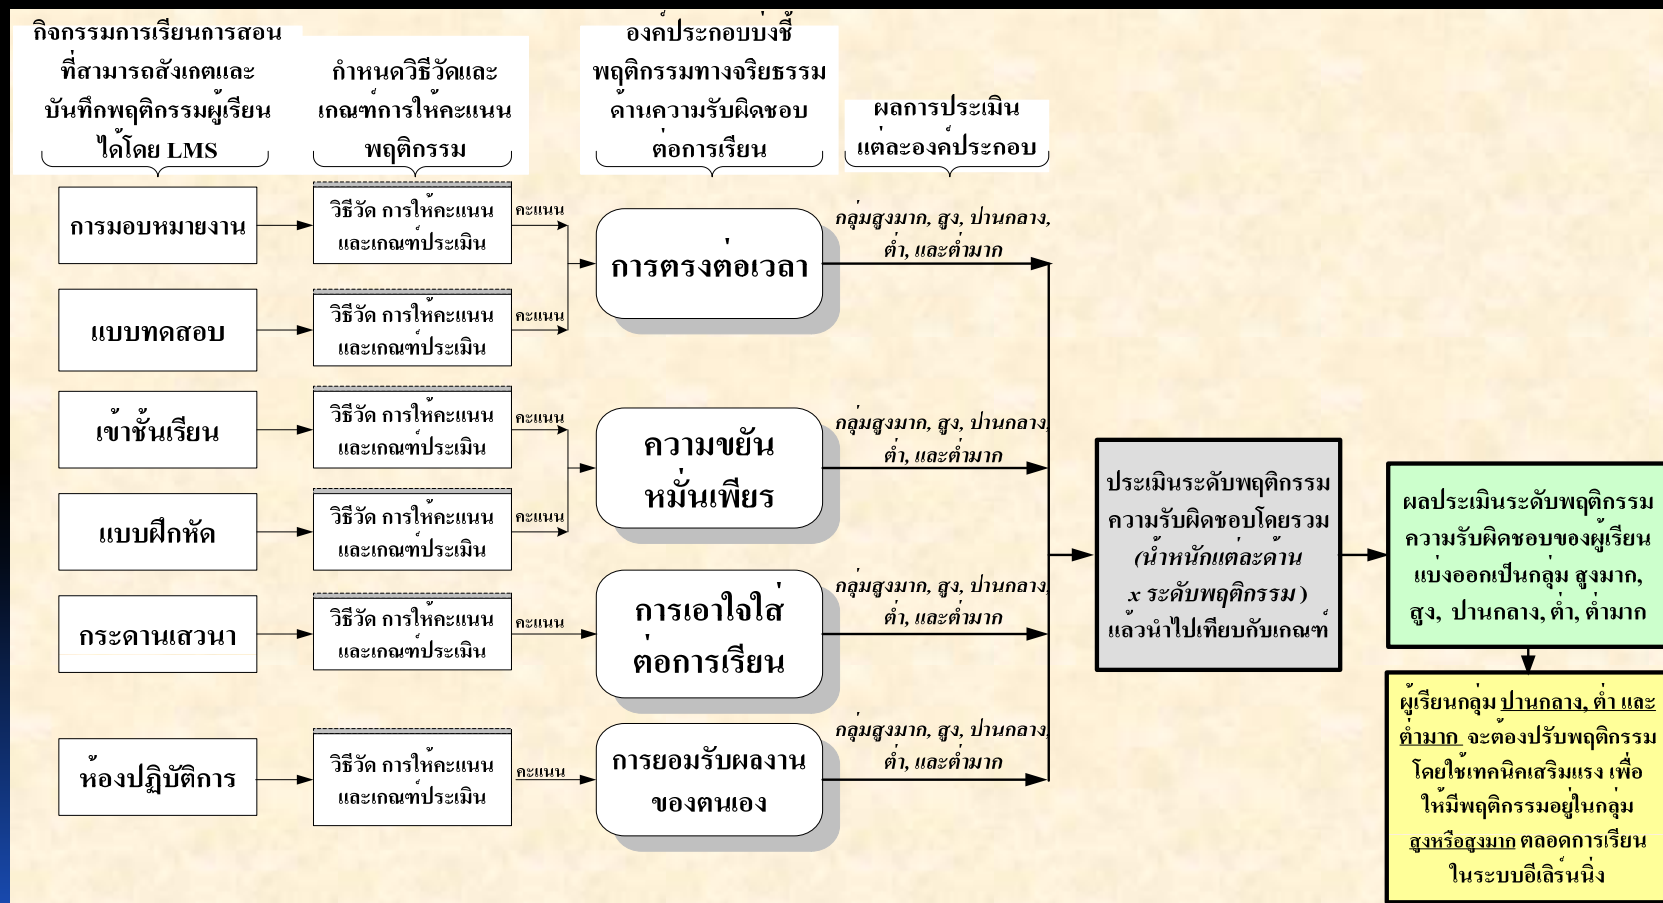 กิจกรรมการเรียนการสอน
ที่สามารถสังเกตและ
บันทึกพฤติกรรมผู้เรียน
ได้โดย LMS
กำหนดวิธีวัดและ
เกณฑ์การให้คะแนน
พฤติกรรม
องค์ประกอบบ่งชี้
พฤติกรรมทางจริยธรรม
ด้านความรับผิดชอบ
ต่อการเรียน
ผลการประเมิน
แต่ละองค์ประกอบ
การมอบหมายงาน
วิธีวัด การให้คะแนน
และเกณฑ์ประเมิน
คะแนน
แบบทดสอบ
วิธีวัด การให้คะแนน
และเกณฑ์ประเมิน
คะแนน
การตรงต่อเวลา
กลุ่มสูงมาก, สูง, ปานกลาง,
ต่ำ, และต่ำมาก
เข้าชั้นเรียน
วิธีวัด การให้คะแนน
และเกณฑ์ประเมิน
คะแนน
แบบฝึกหัด
วิธีวัด การให้คะแนน
และเกณฑ์ประเมิน
คะแนน
ความขยัน
หมั่นเพียร
กลุ่มสูงมาก, สูง, ปานกลาง,
ต่ำ, และต่ำมาก
กระดานเสวนา
วิธีวัด การให้คะแนน
และเกณฑ์ประเมิน
คะแนน
การเอาใจใส่
ต่อการเรียน
กลุ่มสูงมาก, สูง, ปานกลาง,
ต่ำ, และต่ำมาก
ห้องปฏิบัติการ
วิธีวัด การให้คะแนน
และเกณฑ์ประเมิน
คะแนน
การยอมรับผลงาน
ของตนเอง
กลุ่มสูงมาก, สูง, ปานกลาง,
ต่ำ, และต่ำมาก
ประเมินระดับพฤติกรรม
ความรับผิดชอบโดยรวม
(น้ำหนักแต่ละด้าน
x ระดับพฤติกรรม )
แล้วนำไปเทียบกับเกณฑ์
ผลประเมินระดับพฤติกรรม
ความรับผิดชอบของผู้เรียน
แบ่งออกเป็นกลุ่ม สูงมาก,
สูง, ปานกลาง, ต่ำ, ต่ำมาก
ผู้เรียนกลุ่ม ปานกลาง, ต่ำ และ
ต่ำมาก จะต้องปรับพฤติกรรม
โดยใช้เทคนิคเสริมแรง เพื่อ
ให้มีพฤติกรรมอยู่ในกลุ่ม
สูงหรือสูงมาก ตลอดการเรียน
ในระบบอีเลิร์นนิ่ง